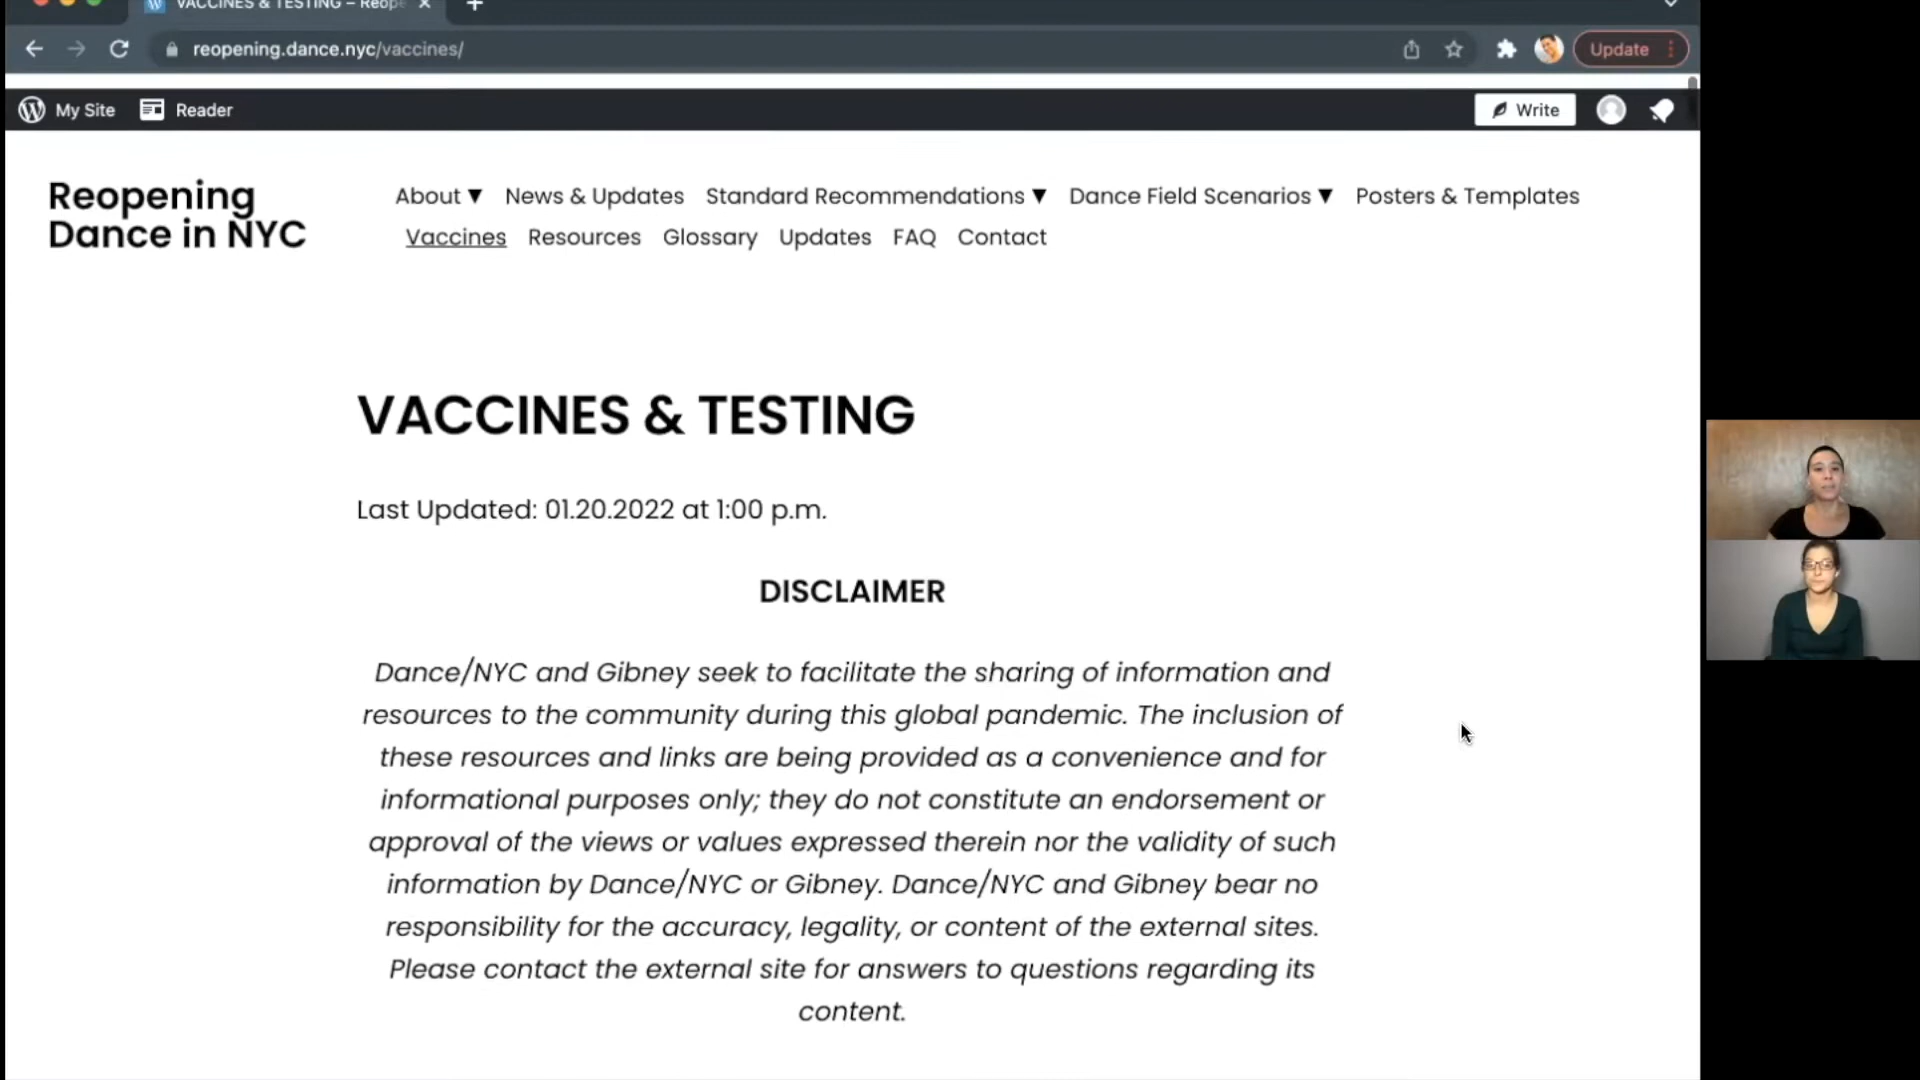 VACCINES & TESTING – Reope
reopening.dance.nyc/vaccines/
Update
My Site
Reader
Write
Reopening
Dance in NYC
About ▼ News & Updates Standard Recommendations ▼ Dance Field Scenarios ▼ Posters & Templates
Vaccines Resources Glossary Updates FAQ Contact
VACCINES & TESTING
Last Updated: 01.20.2022 at 1:00 p.m.
DISCLAIMER
Dance/NYC and Gibney seek to facilitate the sharing of information and
resources to the community during this global pandemic. The inclusion of
these resources and links are being provided as a convenience and for
informational purposes only; they do not constitute an endorsement or
approval of the views or values expressed therein nor the validity of such
information by Dance/NYC or Gibney. Dance/NYC and Gibney bear no
responsibility for the accuracy, legality, or content of the external sites.
Please contact the external site for answers to questions regarding its
content.